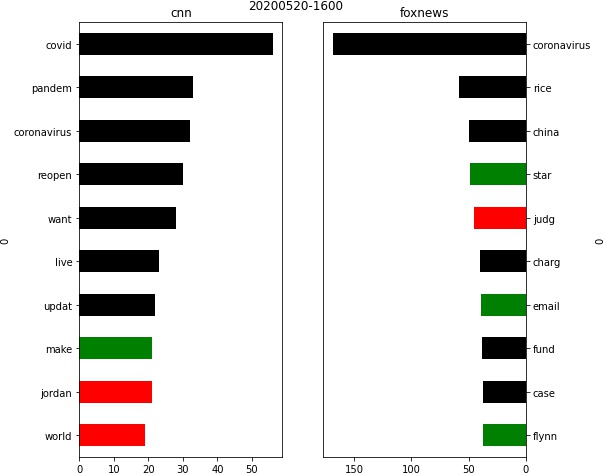 20200520-1600
cnn
foxnews
covid
pandem
coronavirus
reopen
want
live
updat
make
jordan
world
0
0 10 20 30 40 50
coronavirus
rice
china
star
judg
charg
email
fund
case
flynn
0
150 100 50 0